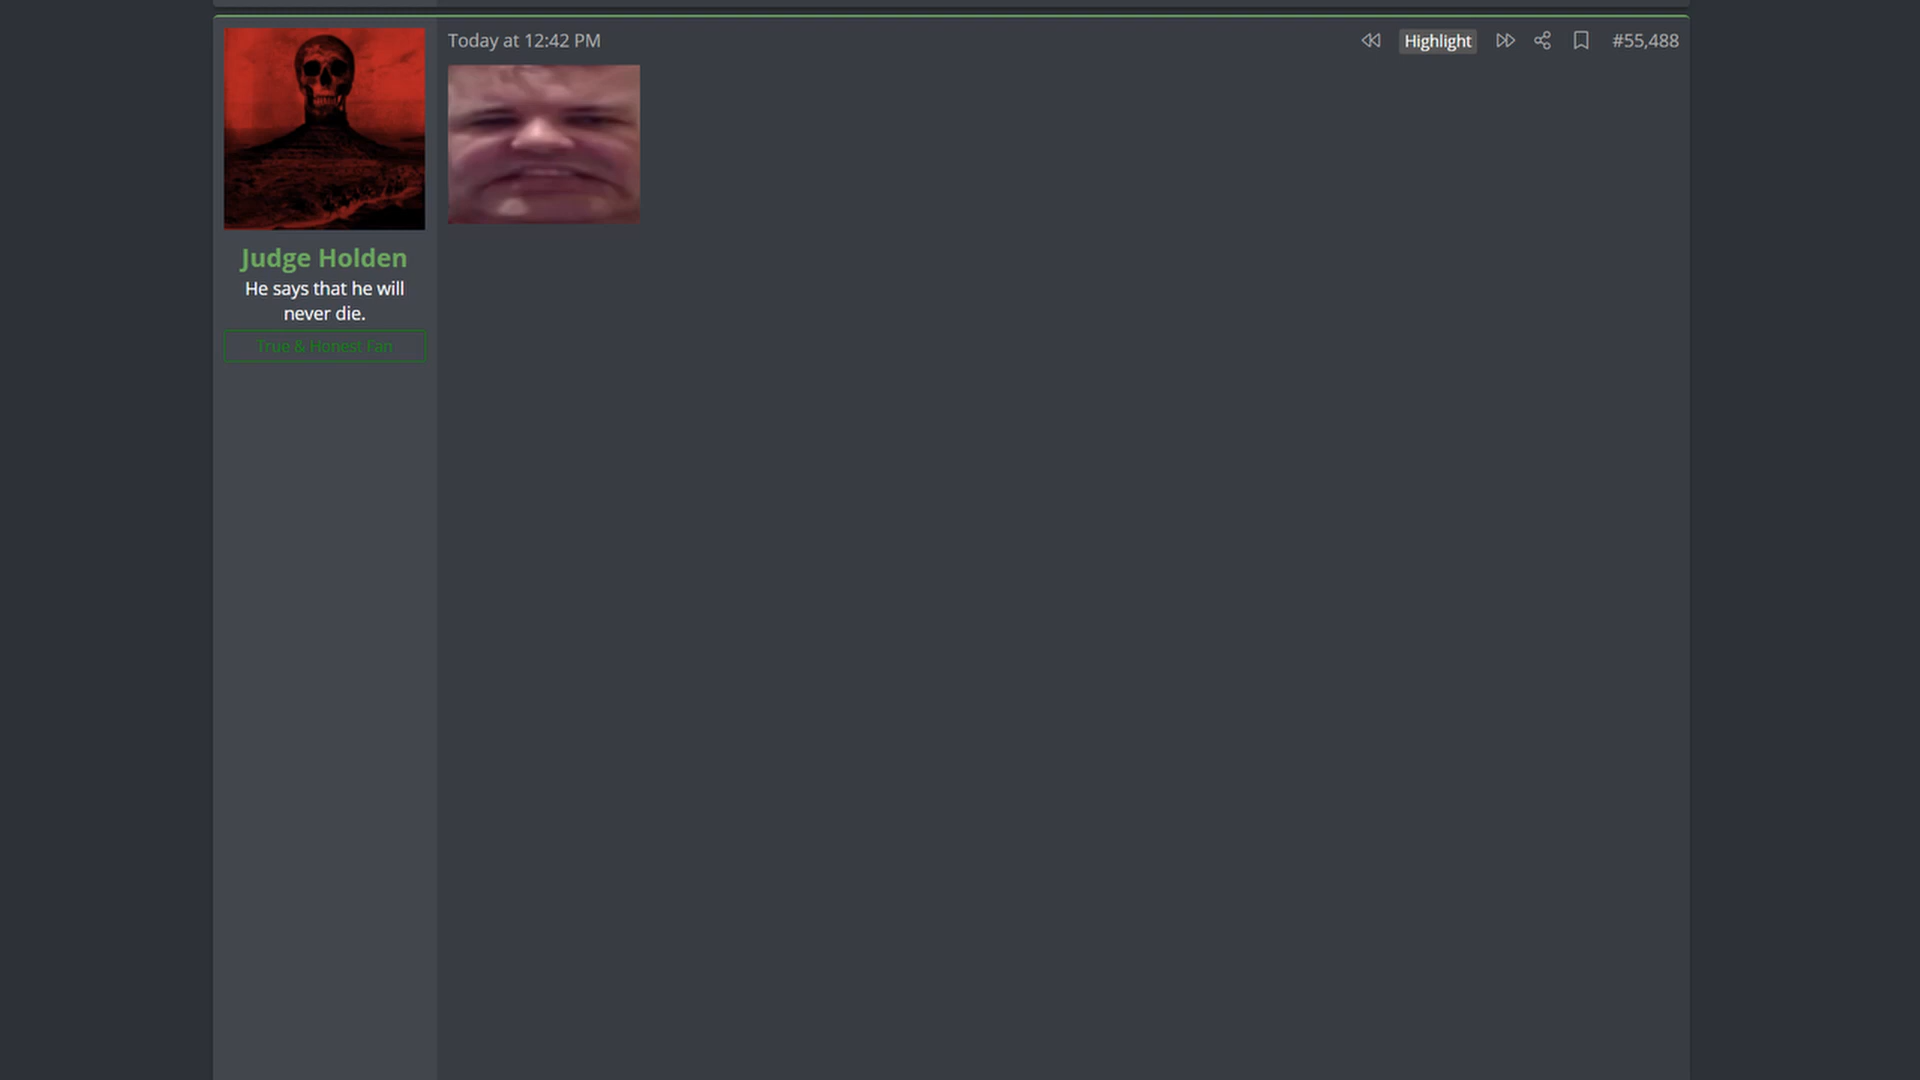 Today at 12:42 PM
Highlight
#55,488
Judge Holden
He says that he will
never die.
True & Honest Fan